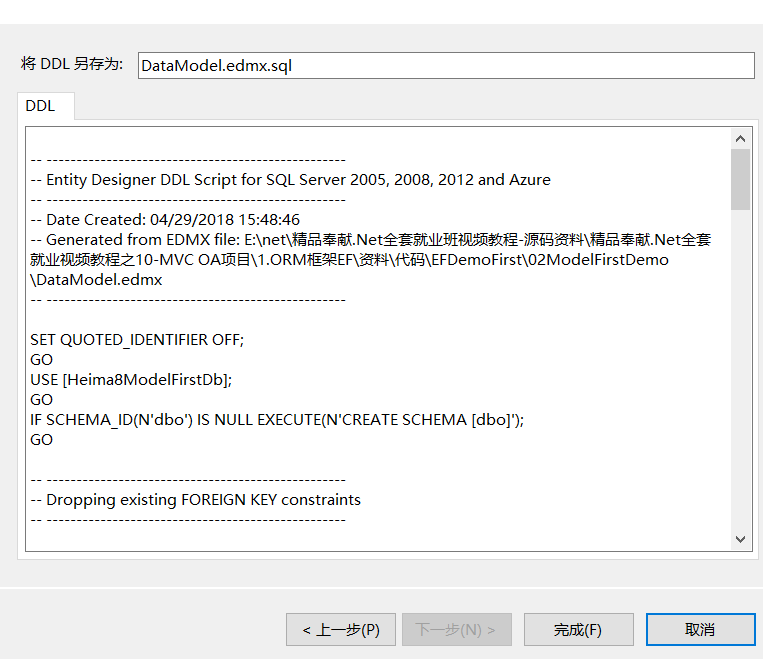 将 DDL 另存为:
DataModel.edmx.sql
DDL
-- --------------------------------------------------
-- Entity Designer DDL Script for SQL Server 2005, 2008, 2012 and Azure
-- --------------------------------------------------
-- Date Created: 04/29/2018 15:48:46
-- Generated from EDMX file: E:\net\精品奉献.Net全套就业班视频教程-源码资料\精品奉献.Net全
就业视频教程之10-MVC OA项目\1.ORM框架EF\资料\代码\EFDemoFirst\02ModelFirstDemo
\DataModel.edmx
-- --------------------------------------------------
SET QUOTED_IDENTIFIER OFF;
GO
USE [Heima8ModelFirstDb];
GO
IF SCHEMA_ID(N'dbo') IS NULL EXECUTE(N'CREATE SCHEMA [dbo]');
GO
-- --------------------------------------------------
-- Dropping existing FOREIGN KEY constraints
-- --------------------------------------------------
< 上一步(P)
下一步(N) >
完成(F)
取消